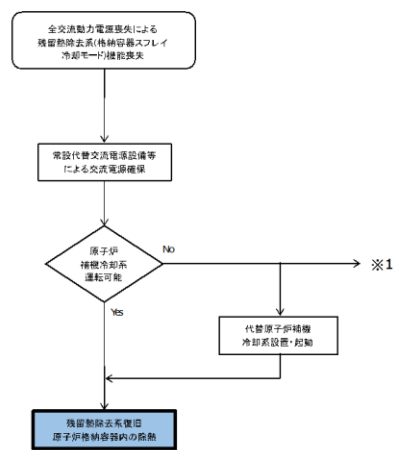 全交流動力電源喪失による
残留熱除去系(格納容器スプレイ
冷却モード)機能喪失
常設代替交流電源設備等
による交流電源確保
原子炉
補機冷却系
運転可能
No
※1
Yes
代替原子炉補機
冷却系設置・起動
残留熱除去系復旧
原子炉格納容器内の除熱